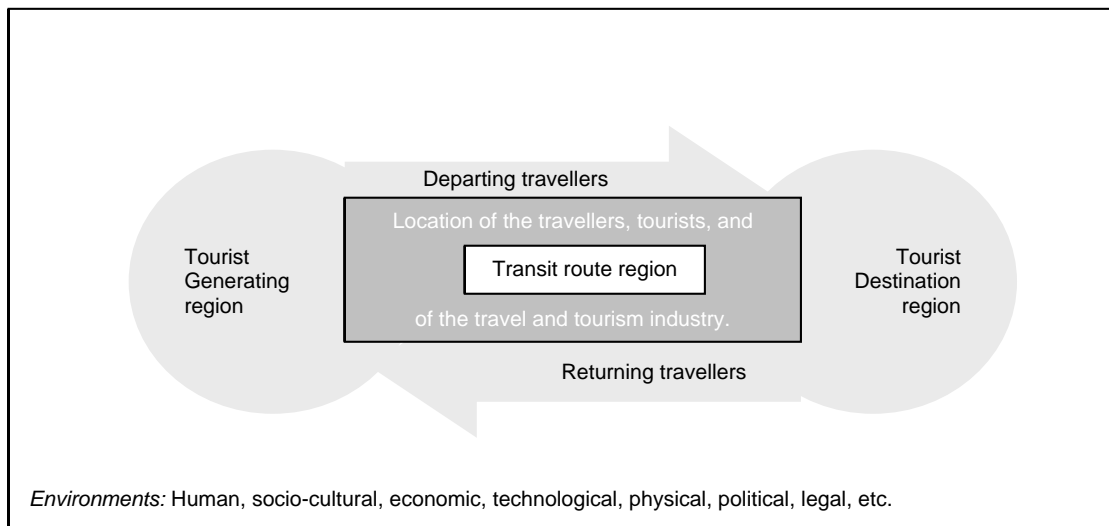 Departing travellers
Location of the travellers, tourists, and
Tourist
Generating
region
Transit route region
Tourist
Destination
region
of the travel and tourism industry.
Returning travellers
Environments: Human, socio-cultural, economic, technological, physical, political, legal, etc.